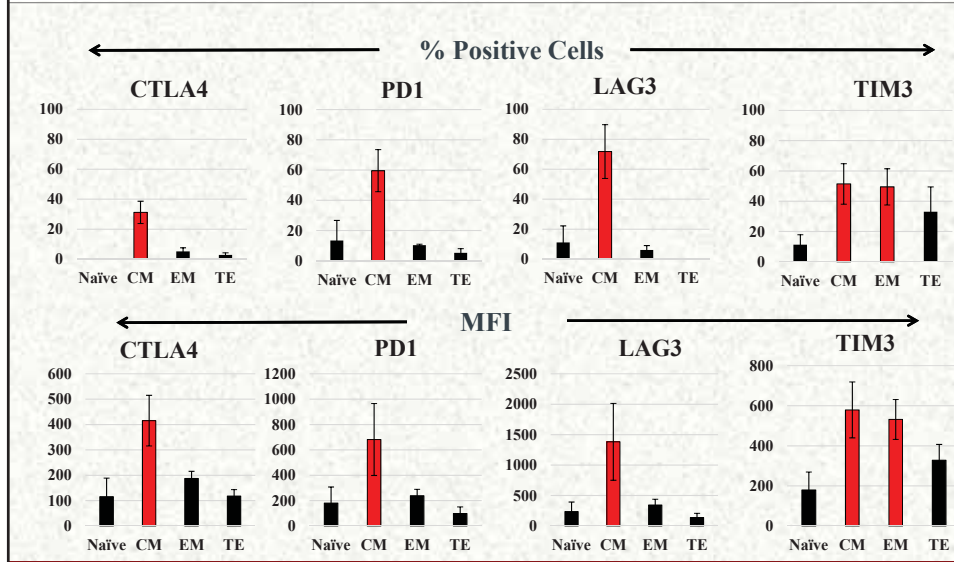 % Positive Cells
CTLA4 PD1 LAG3 TIM3
100 100 100 100
80 80 80 80
60 60 60 60
40 40 40 40
20 20 20 20
0 0 0 0
Naïve CM EM TE Naïve CM EM TE Naïve CM EM TE Naïve CM EM TE
MFI
CTLA4 PD1 LAG3 TIM3
600 1200 2500 800
500 1000 2000 600
400 800 1500 400
300 600 1000 200
200 400 500 0
100 200 0
0 0
Naïve CM EM TE Naïve CM EM TE Naïve CM EM TE Naïve CM EM TE